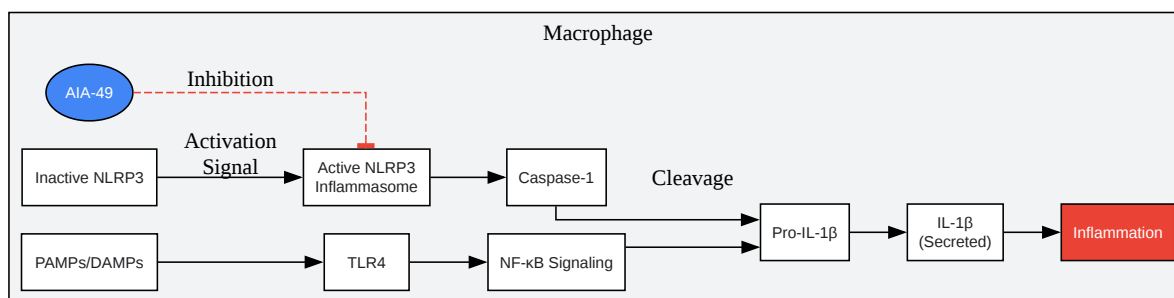 Macrophage
AIA-49
Inhibition
Activation
Signal
Inactive NLRP3
Active NLRP3
Inflammasome
Caspase-1
Cleavage
Pro-IL-1β
IL-1β
(Secreted)
Inflammation
PAMPs/DAMPs
TLR4
NF-κB Signaling